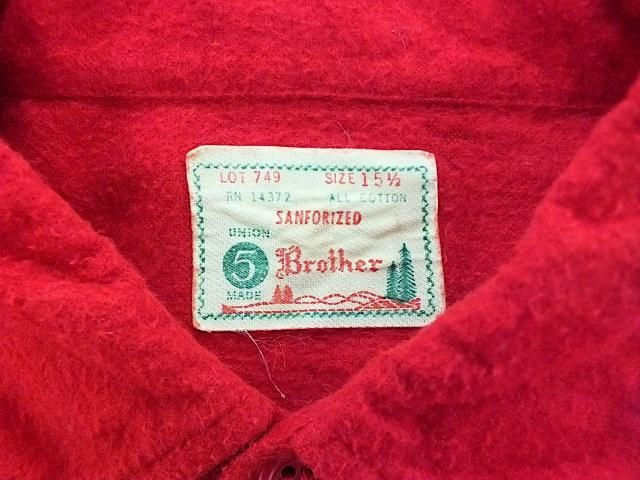 LOT 749 SIZE 15½
RN 14372 ALL COTTON
SANFORIZED
UNION
5 Brother
MADE